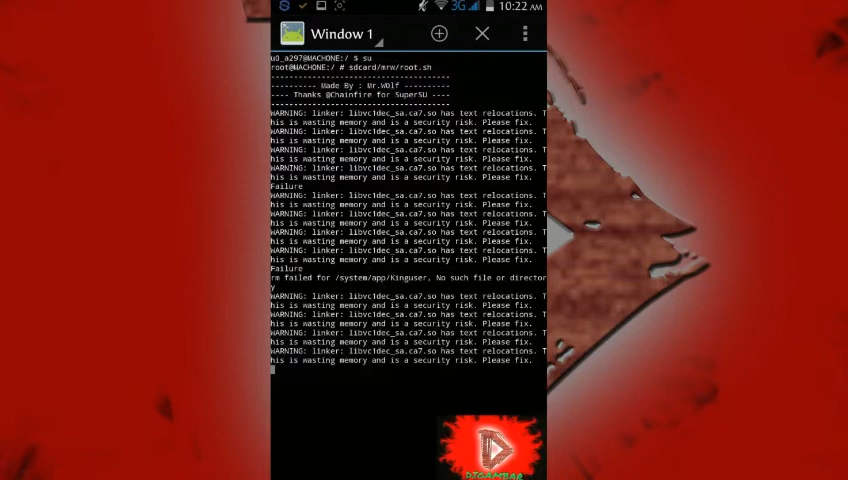 3G 10:22 AM
Window 1
u0_a297@MACHONE:/ $ su
root@MACHONE:/ # sdcard/mrw/root.sh
---------------------------------------
---------- Made By : Mr.W0lf ----------
---- Thanks @Chainfire for SuperSU ----
---------------------------------------
WARNING: linker: libvc1dec_sa.ca7.so has text relocations. T
his is wasting memory and is a security risk. Please fix.
WARNING: linker: libvc1dec_sa.ca7.so has text relocations. T
his is wasting memory and is a security risk. Please fix.
WARNING: linker: libvc1dec_sa.ca7.so has text relocations. T
his is wasting memory and is a security risk. Please fix.
WARNING: linker: libvc1dec_sa.ca7.so has text relocations. T
his is wasting memory and is a security risk. Please fix.
Failure
WARNING: linker: libvc1dec_sa.ca7.so has text relocations. T
his is wasting memory and is a security risk. Please fix.
WARNING: linker: libvc1dec_sa.ca7.so has text relocations. T
his is wasting memory and is a security risk. Please fix.
WARNING: linker: libvc1dec_sa.ca7.so has text relocations. T
his is wasting memory and is a security risk. Please fix.
WARNING: linker: libvc1dec_sa.ca7.so has text relocations. T
his is wasting memory and is a security risk. Please fix.
Failure
rm failed for /system/app/Kinguser, No such file or director
y
WARNING: linker: libvc1dec_sa.ca7.so has text relocations. T
his is wasting memory and is a security risk. Please fix.
WARNING: linker: libvc1dec_sa.ca7.so has text relocations. T
his is wasting memory and is a security risk. Please fix.
WARNING: linker: libvc1dec_sa.ca7.so has text relocations. T
his is wasting memory and is a security risk. Please fix.
WARNING: linker: libvc1dec_sa.ca7.so has text relocations. T
his is wasting memory and is a security risk. Please fix.